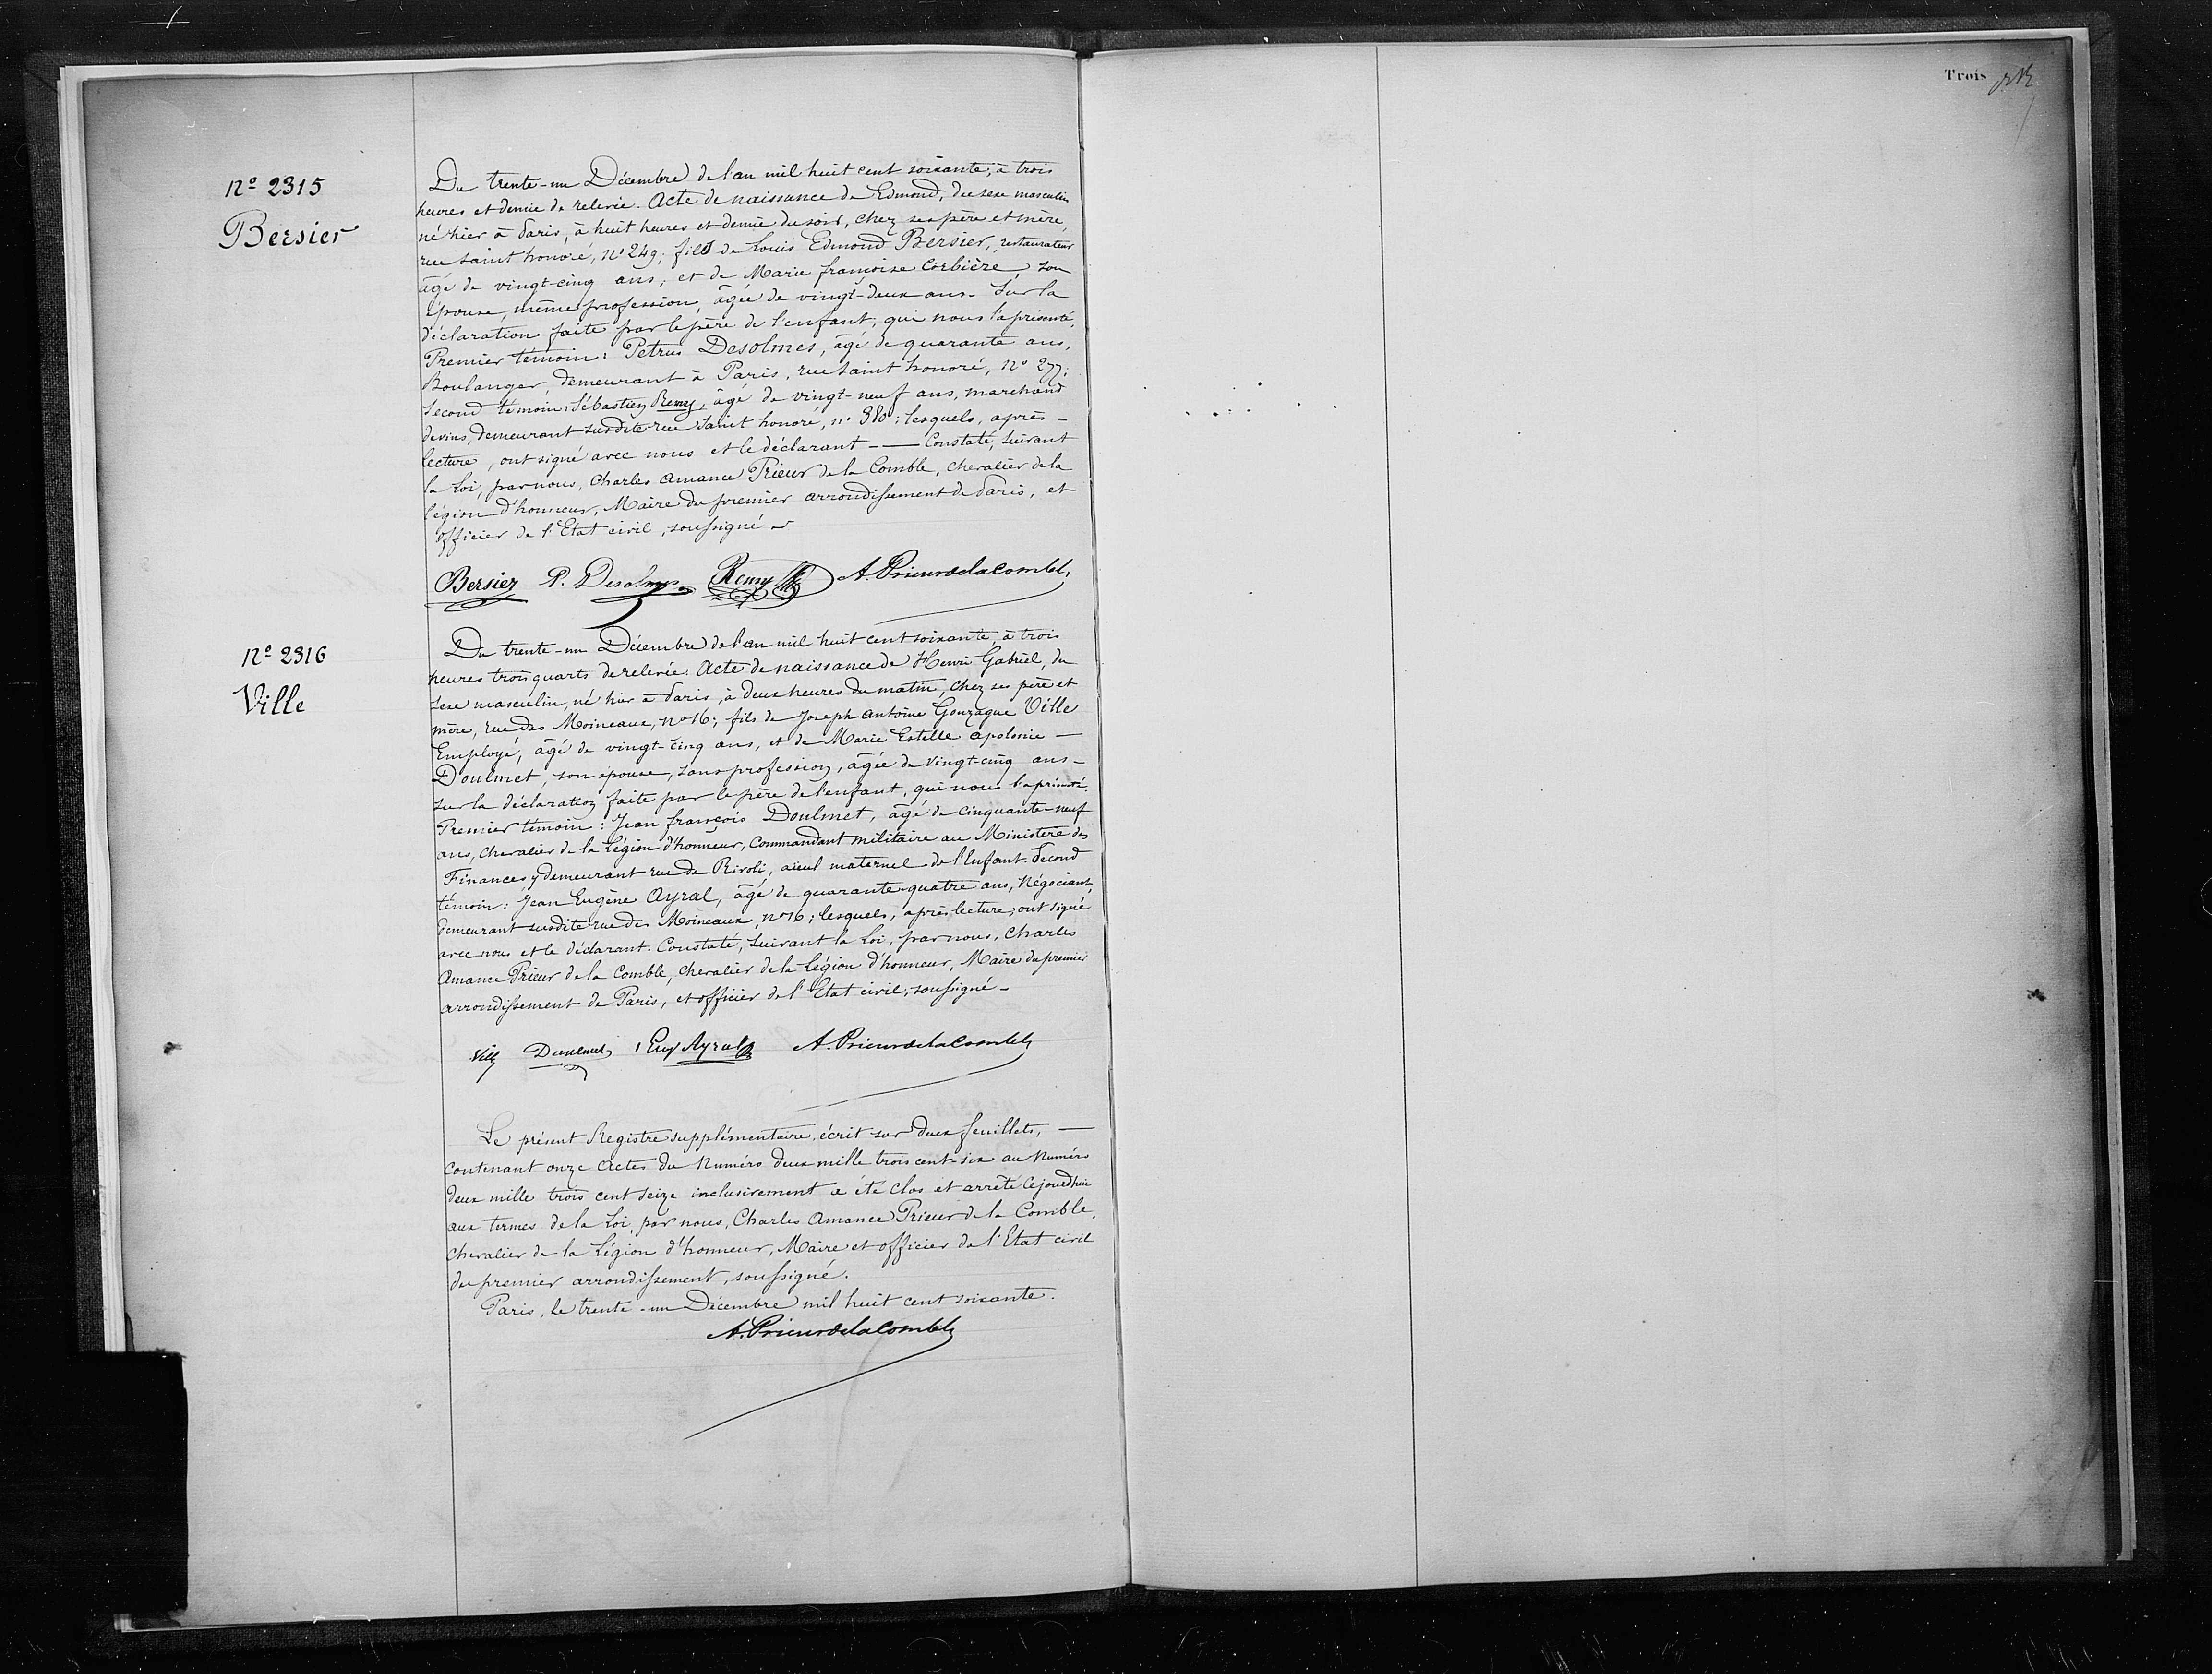 Trois
Nº 2315
Bersier
Du trente-un Décembre de l'an mil huit cent soixante, à trois
heures et demie de relevée. Acte de naissance de Edmond, du sexe masculin
né hier à Paris, à huit heures et demie du soir, chez ses père et mère,
rue Saint honoré, Nº 249; fils de Louis Edmond Bersier, restaurateur
âgé de vingt-cinq ans; et de Marie françoise Corbière, son
épouse, même profession, âgée de vingt-deux ans. Sur la
déclaration faite par le père de l'enfant, qui nous l'a présenté,
Premier témoin: Petrus Desolmes, âgé de quarante ans,
Boulanger, demeurant à Paris, rue Saint honoré, Nº 277;
Second témoin: Sébastien Remy, âgé de vingt-neuf ans, marchand
de vins, demeurant susdite rue Saint honoré, nº 380; lesquels, après -
lecture, ont signé avec nous et le déclarant - — Constaté, suivant
la Loi, par nous, Charles Amance Prieur de la Comble, chevalier de la
légion d'honneur, Maire du premier arrondissement de Paris, et
officier de l'Etat civil, soussigné -
Bersier P. Desolmes Remy A. Prieur de la Comble
Nº 2316
Ville
Du trente-un Décembre de l'an mil huit cent soixante, à trois
heures trois quarts de relevée. Acte de naissance de Henri Gabriel, du
sexe masculin, né hier à Paris, à deux heures du matin, chez ses père et
mère, rue des Moineaux, nº 16; fils de Joseph Antoine Gonzague Ville
Employé, âgé de vingt-cinq ans, et de Marie Estelle Apolonie —
Doulmet, son épouse, sans profession, âgée de vingt-cinq ans -
sur la déclaration faite par le père de l'enfant, qui nous l'a présenté.
Premier témoin: Jean françois Doulmet, âgé de cinquante-neuf
ans, chevalier de la Légion d'honneur, Commandant militaire au Ministère des
Finances y demeurant rue de Rivoli, aïeul maternel de l'Enfant. Second
témoin: Jean Eugène Ayral, âgé de quarante-quatre ans, Négociant,
demeurant susdite rue des Moineaux, nº 16; lesquels, après lecture, ont signé
avec nous et le déclarant. Constaté, suivant la Loi, par nous, Charles
Amance Prieur de la Comble, chevalier de la Légion d'honneur, Maire du premier
arrondissement de Paris, et officier de l'Etat civil, soussigné -
Ville Doulmet Eug Ayral A. Prieur de la Comble
Le présent Registre supplémentaire, écrit sur deux feuillets, —
contenant onze Actes du Numéro deux mille trois cent-six au Numéro
deux mille trois cent seize inclusivement a été clos et arrêté cejourd'hui
aux termes de la Loi, par nous, Charles Amance Prieur de la Comble,
chevalier de la Légion d'honneur, Maire et officier de l'Etat civil
du premier arrondissement, soussigné.
Paris, le trente-un Décembre mil huit cent soixante.
A. Prieur de la Comble